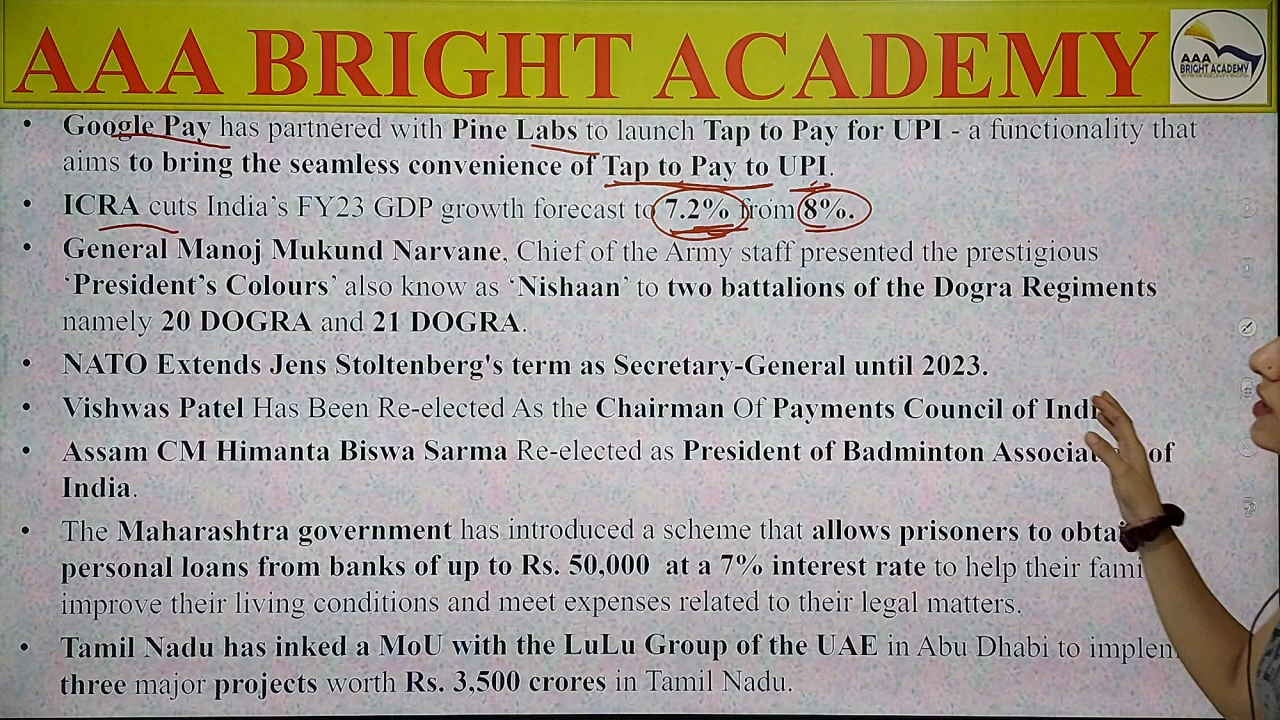 AAA BRIGHT ACADEMY
AAA
BRIGHT ACADEMY
• Google Pay has partnered with Pine Labs to launch Tap to Pay for UPI - a functionality that
aims to bring the seamless convenience of Tap to Pay to UPI.
• ICRA cuts India's FY23 GDP growth forecast to 7.2% from 8%.
• General Manoj Mukund Narvane, Chief of the Army staff presented the prestigious
'President's Colours' also know as 'Nishaan' to two battalions of the Dogra Regiments
namely 20 DOGRA and 21 DOGRA.
• NATO Extends Jens Stoltenberg's term as Secretary-General until 2023.
• Vishwas Patel Has Been Re-elected As the Chairman Of Payments Council of Indi
• Assam CM Himanta Biswa Sarma Re-elected as President of Badminton Associat of
India.
• The Maharashtra government has introduced a scheme that allows prisoners to obtai
personal loans from banks of up to Rs. 50,000 at a 7% interest rate to help their fami
improve their living conditions and meet expenses related to their legal matters.
• Tamil Nadu has inked a MoU with the LuLu Group of the UAE in Abu Dhabi to implem
three major projects worth Rs. 3,500 crores in Tamil Nadu.